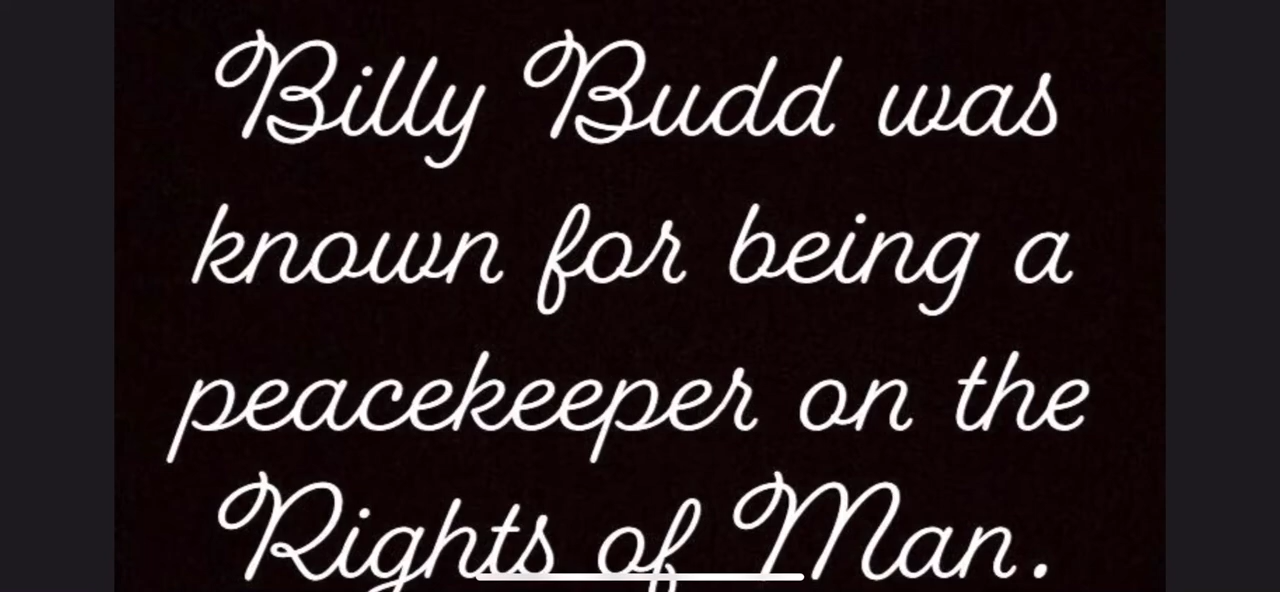 Billy Budd was
known for being a
peacekeeper on the
Rights of Man.